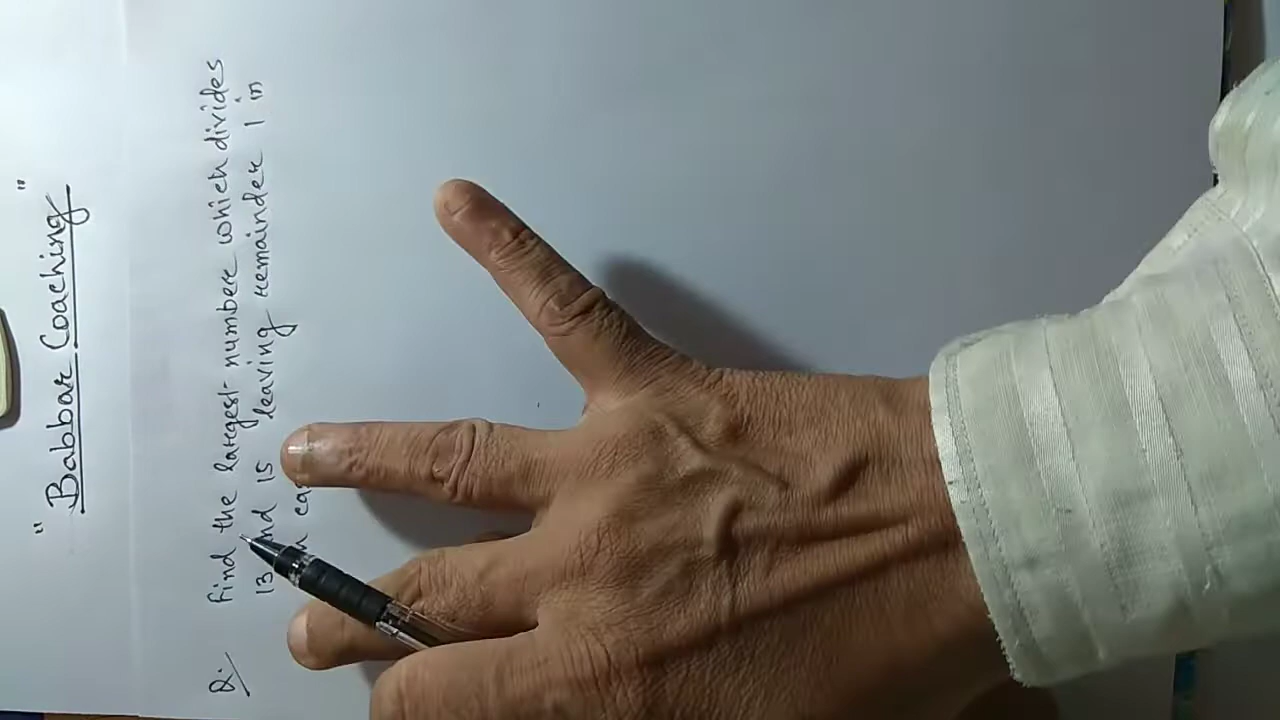 " Babbar Coaching "
Q. Find the largest number which divides
13 and 15 leaving remainder 1 in